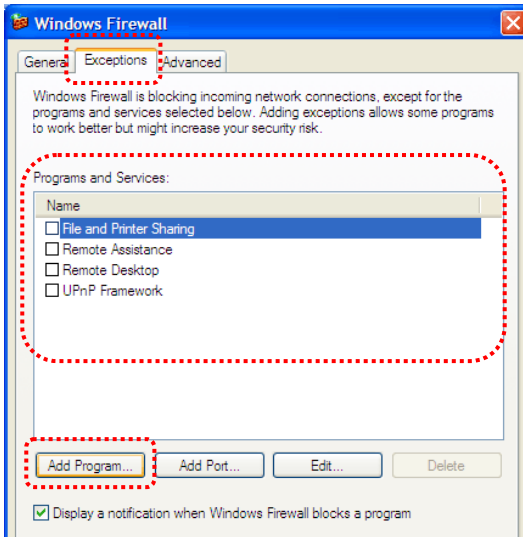 Windows Firewall
General Exceptions Advanced
Windows Firewall is blocking incoming network connections, except for the
programs and services selected below. Adding exceptions allows some programs
to work better but might increase your security risk.
Programs and Services:
Name
File and Printer Sharing
Remote Assistance
Remote Desktop
UPnP Framework
Add Program... Add Port... Edit... Delete
Display a notification when Windows Firewall blocks a program